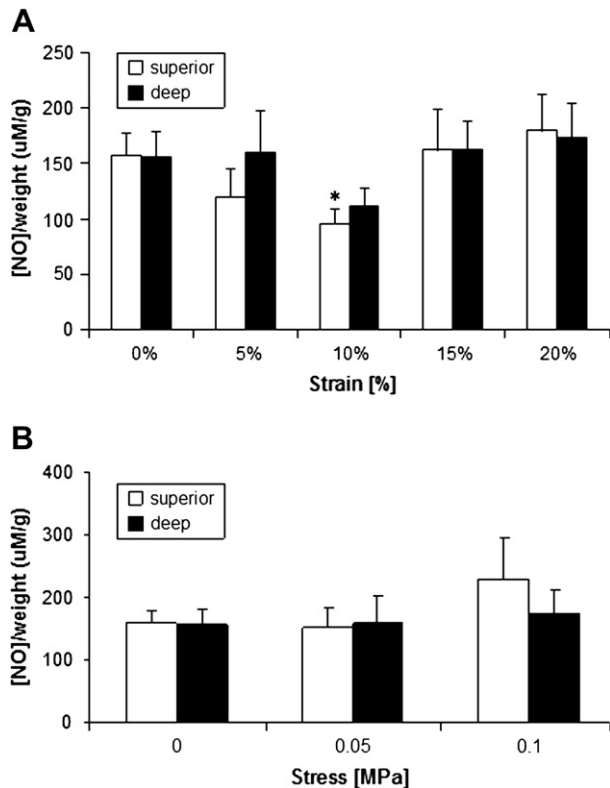 A
[NO]/weight (uM/g)
250
200
150
100
50
0
superior
deep
*
0% 5% 10% 15% 20%
Strain [%]
B
[NO]/weight (uM/g)
400
300
200
100
0
superior
deep
0 0.05 0.1
Stress [MPa]